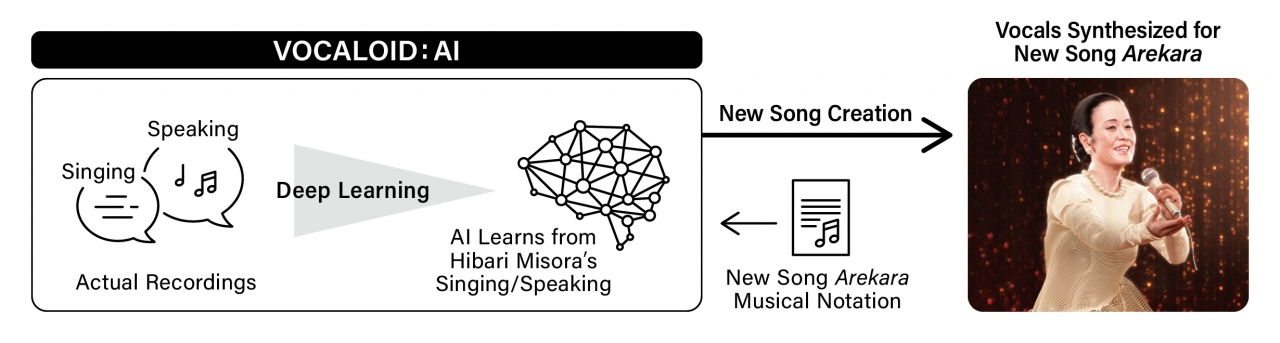 VOCALOID:AI
Speaking
Singing
Actual Recordings
Deep Learning
AI Learns from
Hibari Misora's
Singing/Speaking
New Song Creation
New Song Arekara
Musical Notation
Vocals Synthesized for
New Song Arekara